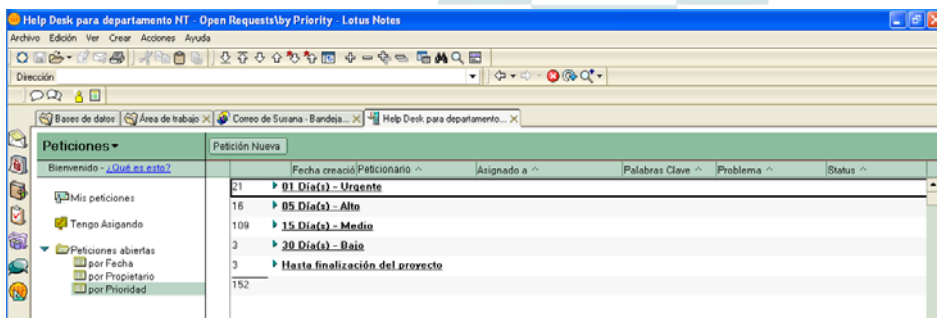 Help Desk para departamento NT - Open Requests\by Priority - Lotus Notes
Archivo Edición Ver Crear Acciones Ayuda
Dirección
Bases de datos Área de trabajo Correo de Susana - Bandeja... Help Desk para departamento...
Peticiones Petición Nueva
Bienvenido - ¿Qué es esto?
Fecha creació Peticionario Asignado a Palabras Clave Problema Status
21 01 Día(s) - Urgente
Mis peticiones
16 05 Día(s) - Alto
Tengo Asigando
109 15 Día(s) - Medio
3 30 Día(s) - Bajo
Peticiones abiertas
por Fecha
3 Hasta finalización del proyecto
por Propietario
152
por Prioridad